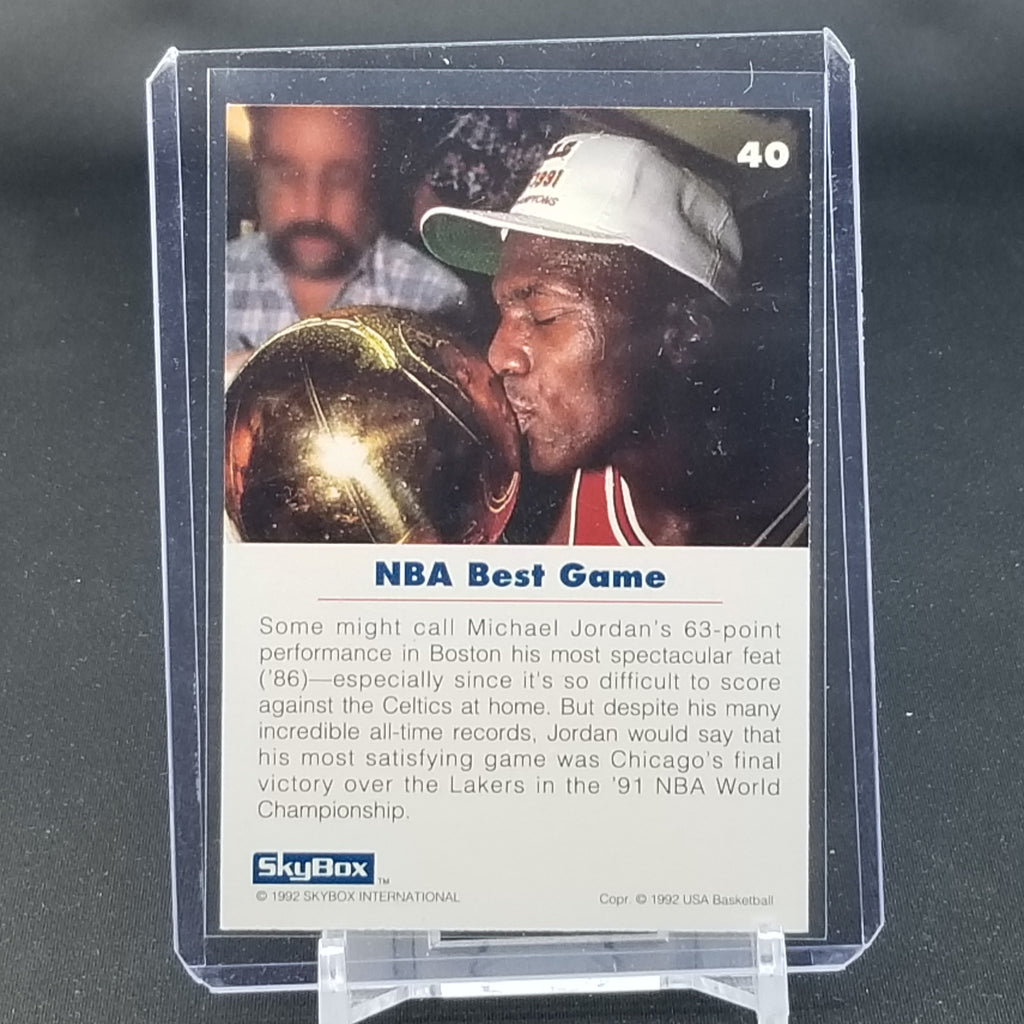 40
1991
NBA Best Game
Some might call Michael Jordan's 63-point
performance in Boston his most spectacular feat
('86)—especially since it's so difficult to score
against the Celtics at home. But despite his many
incredible all-time records, Jordan would say that
his most satisfying game was Chicago's final
victory over the Lakers in the '91 NBA World
Championship.
SkyBox™
© 1992 SKYBOX INTERNATIONAL
Copr. © 1992 USA Basketball